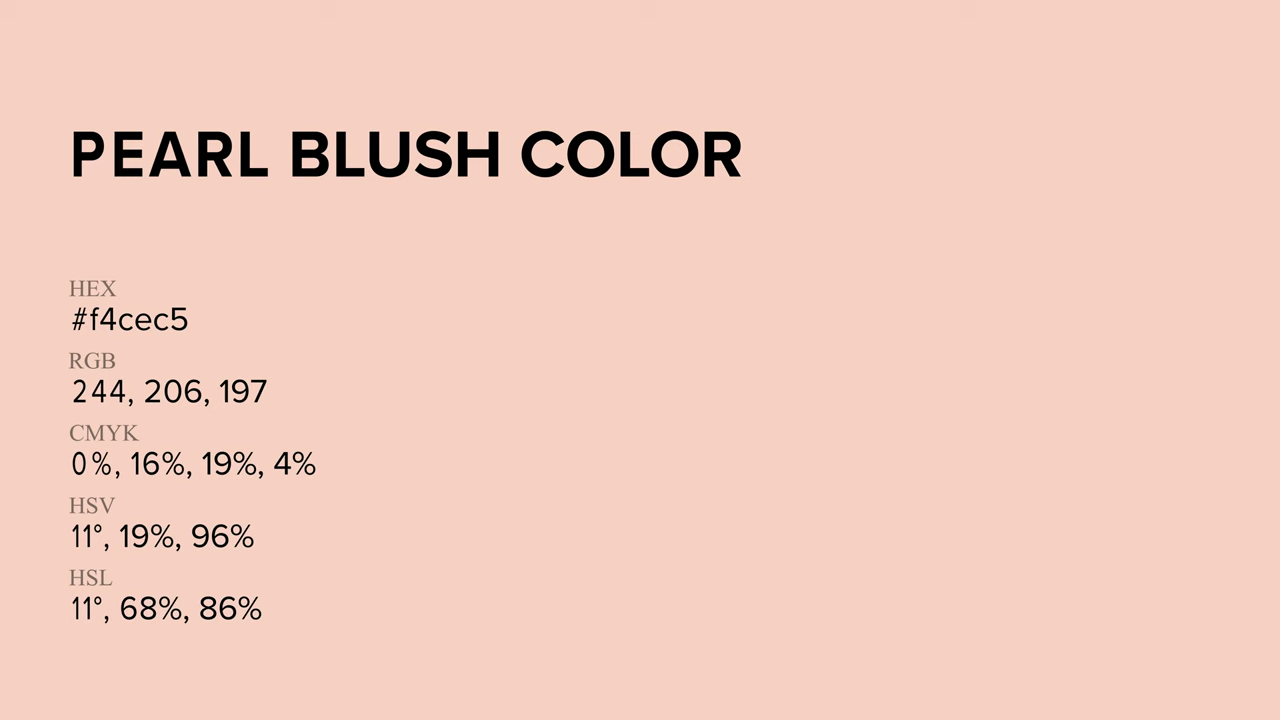 PEARL BLUSH COLOR
HEX
#f4cec5
RGB
244, 206, 197
CMYK
0%, 16%, 19%, 4%
HSV
11°, 19%, 96%
HSL
11°, 68%, 86%